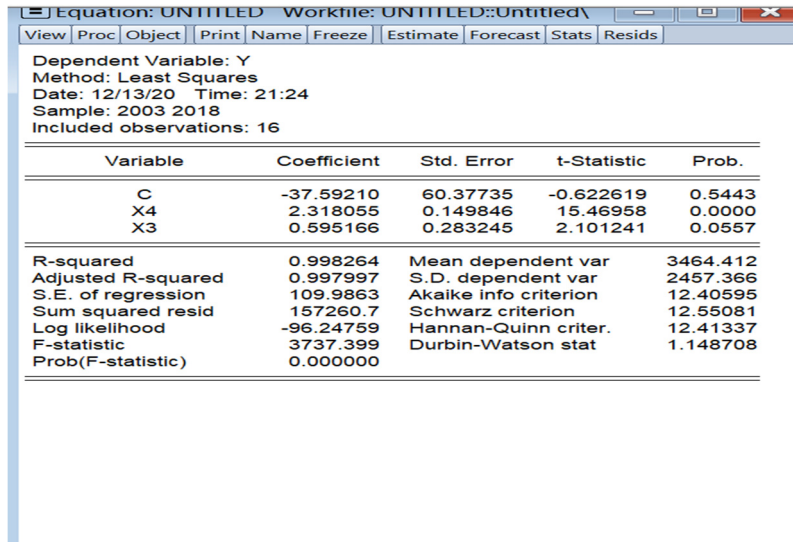 Equation: UNTITLED Workfile: UNTITLED::Untitled\
View Proc Object Print Name Freeze Estimate Forecast Stats Resids
Dependent Variable: Y
Method: Least Squares
Date: 12/13/20 Time: 21:24
Sample: 2003 2018
Included observations: 16
Variable Coefficient Std. Error t-Statistic Prob.
C -37.59210 60.37735 -0.622619 0.5443
X4 2.318055 0.149846 15.46958 0.0000
X3 0.595166 0.283245 2.101241 0.0557
R-squared 0.998264 Mean dependent var 3464.412
Adjusted R-squared 0.997997 S.D. dependent var 2457.366
S.E. of regression 109.9863 Akaike info criterion 12.40595
Sum squared resid 157260.7 Schwarz criterion 12.55081
Log likelihood -96.24759 Hannan-Quinn criter. 12.41337
F-statistic 3737.399 Durbin-Watson stat 1.148708
Prob(F-statistic) 0.000000